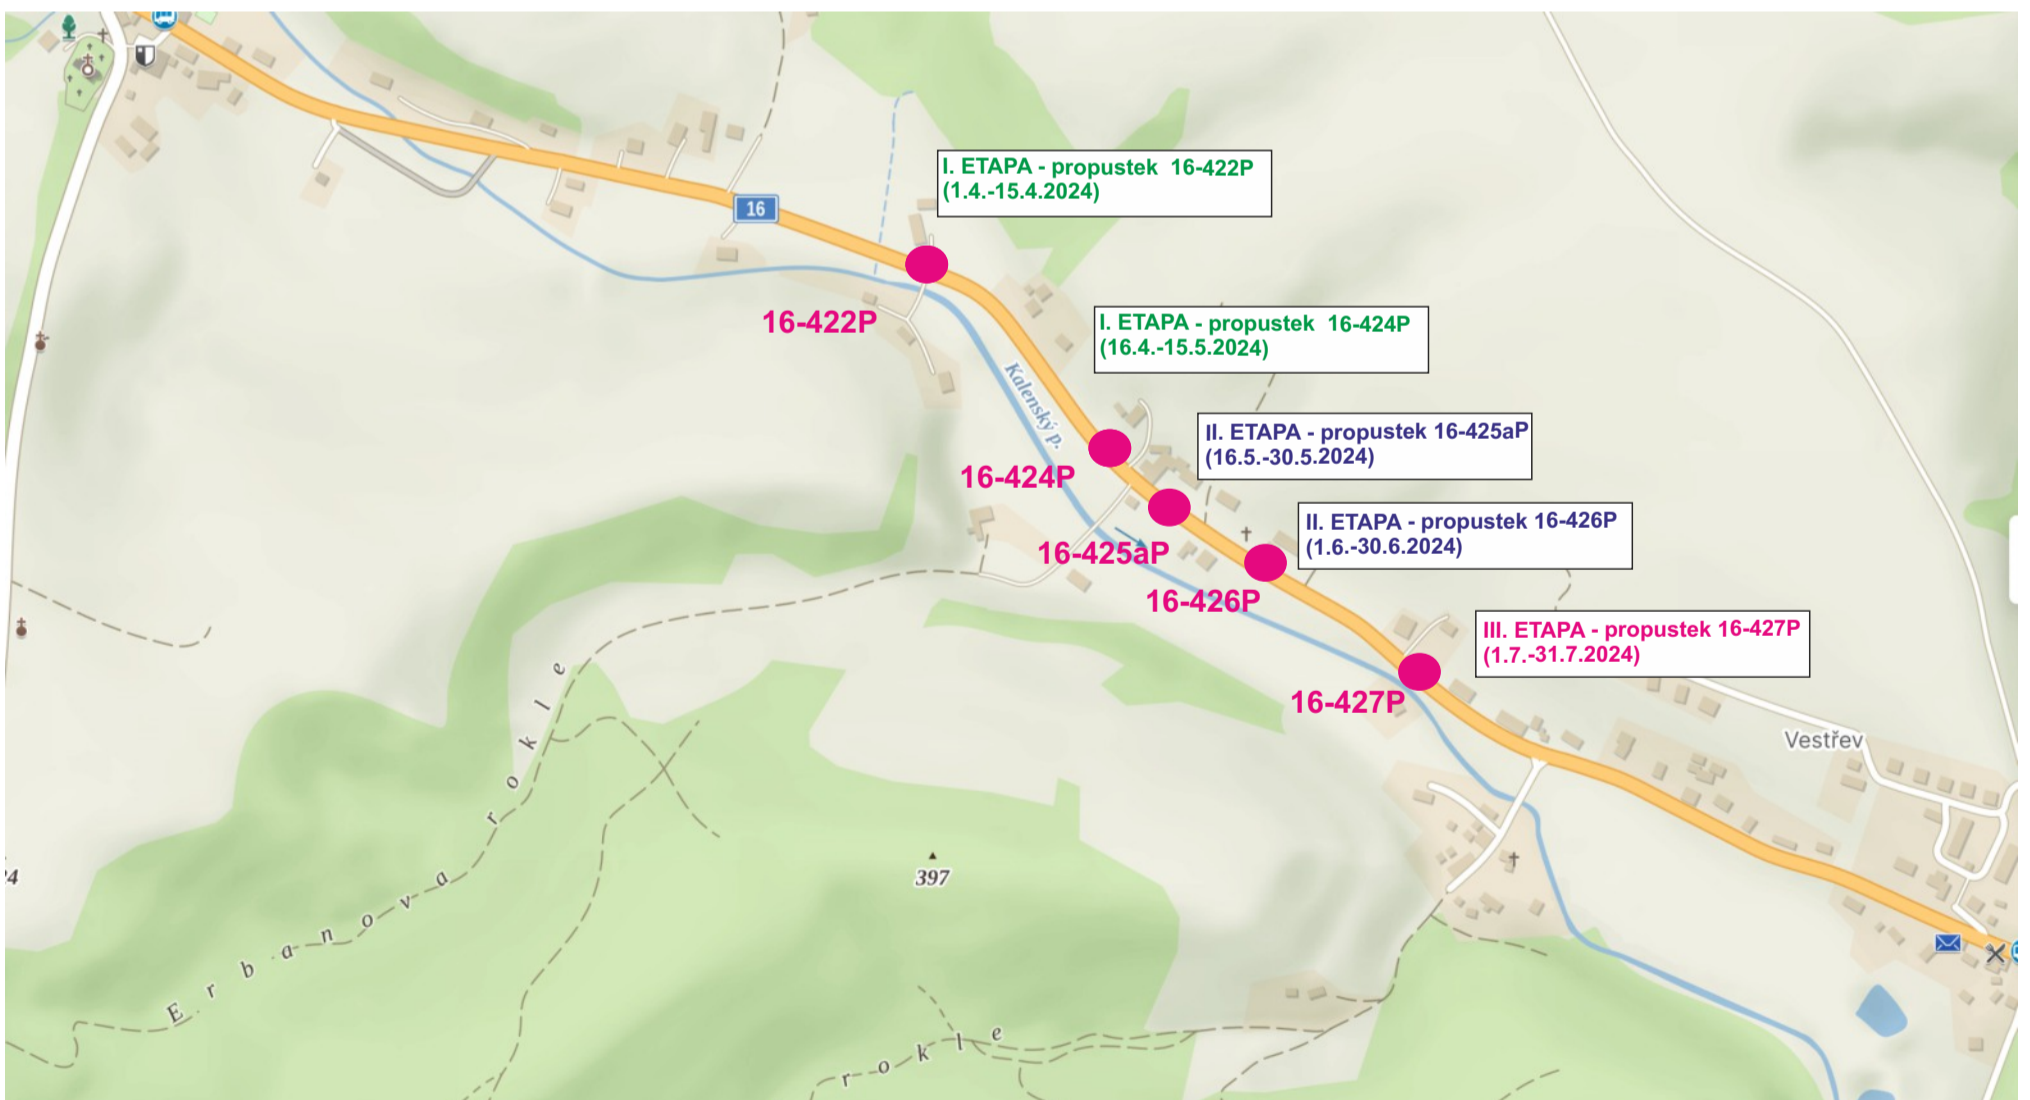 I. ETAPA - propustek 16-422P
(1.4.-15.4.2024)
16
16-422P
I. ETAPA - propustek 16-424P
(16.4.-15.5.2024)
Kalenský p.
16-424P
II. ETAPA - propustek 16-425aP
(16.5.-30.5.2024)
16-425aP
II. ETAPA - propustek 16-426P
(1.6.-30.6.2024)
16-426P
III. ETAPA - propustek 16-427P
(1.7.-31.7.2024)
16-427P
Vestřev
397
Erbanova rokle
rokle